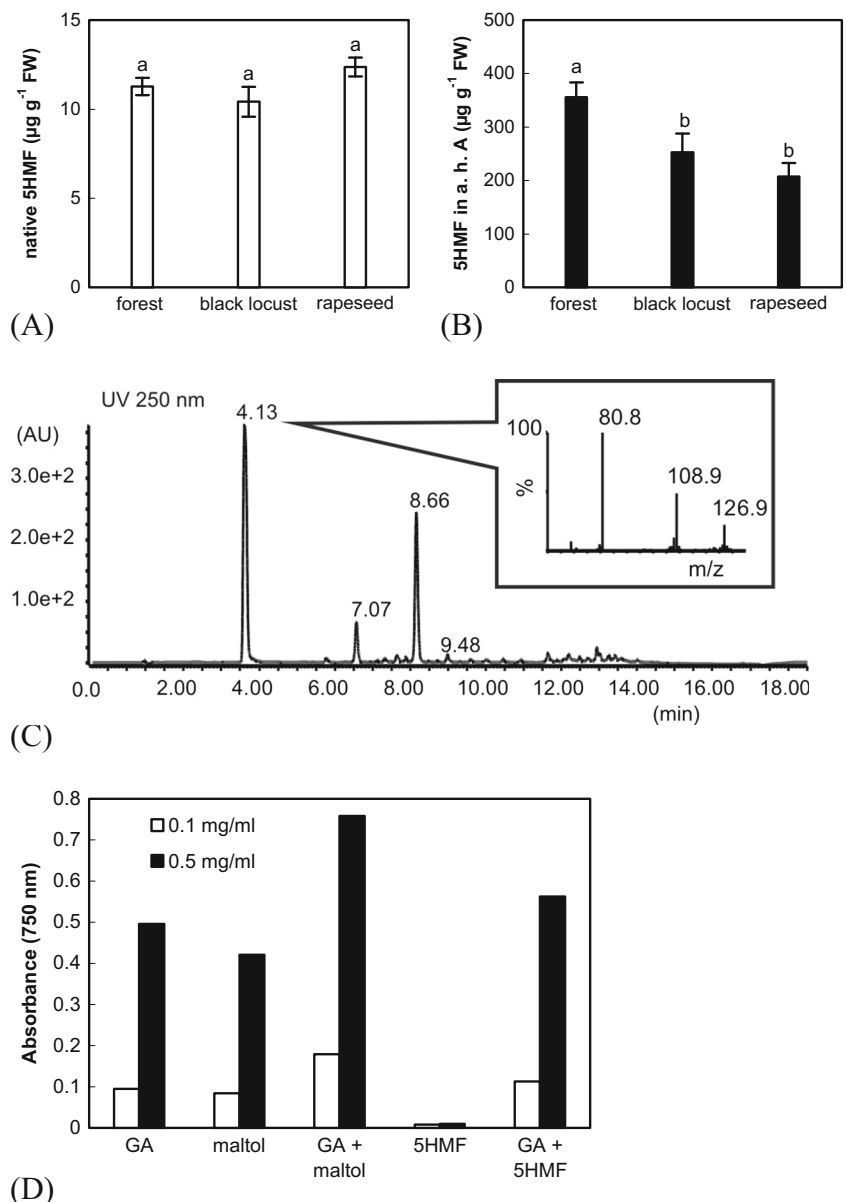 15
10
5
0
native 5HMF (µg g-1 FW)
a
a
a
forest
black locust
rapeseed
(A)
500
400
300
200
100
0
5HMF in a. h. A (µg g-1 FW)
a
b
b
forest
black locust
rapeseed
(B)
UV 250 nm
(AU)
3.0e+2
2.0e+2
1.0e+2
4.13
7.07
8.66
9.48
100
%
80.8
108.9
126.9
m/z
0.0 2.00 4.00 6.00 8.00 10.00 12.00 14.00 16.00 18.00
(min)
(C)
0.8
0.7
0.6
0.5
0.4
0.3
0.2
0.1
0
Absorbance (750 nm)
0.1 mg/ml
0.5 mg/ml
GA
maltol
GA +
maltol
5HMF
GA +
5HMF
(D)